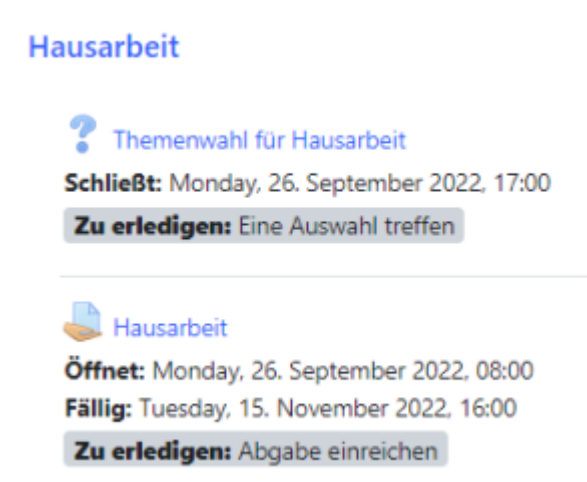 Hausarbeit
Themenwahl für Hausarbeit
Schließt: Monday, 26. September 2022, 17:00
Zu erledigen: Eine Auswahl treffen
Hausarbeit
Öffnet: Monday, 26. September 2022, 08:00
Fällig: Tuesday, 15. November 2022, 16:00
Zu erledigen: Abgabe einreichen